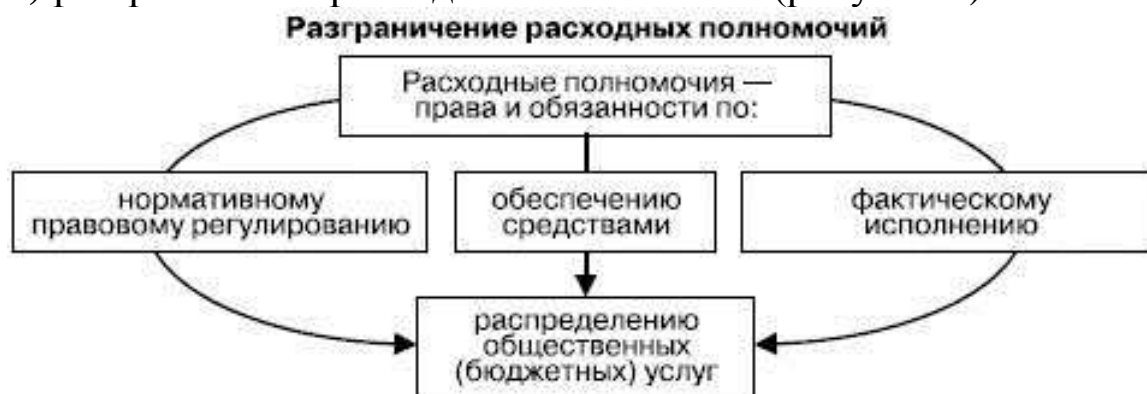 Разграничение расходных полномочий
Расходные полномочия —
права и обязанности по:
нормативному
правовому регулированию
обеспечению
средствами
фактическому
исполнению
распределению
общественных
(бюджетных) услуг